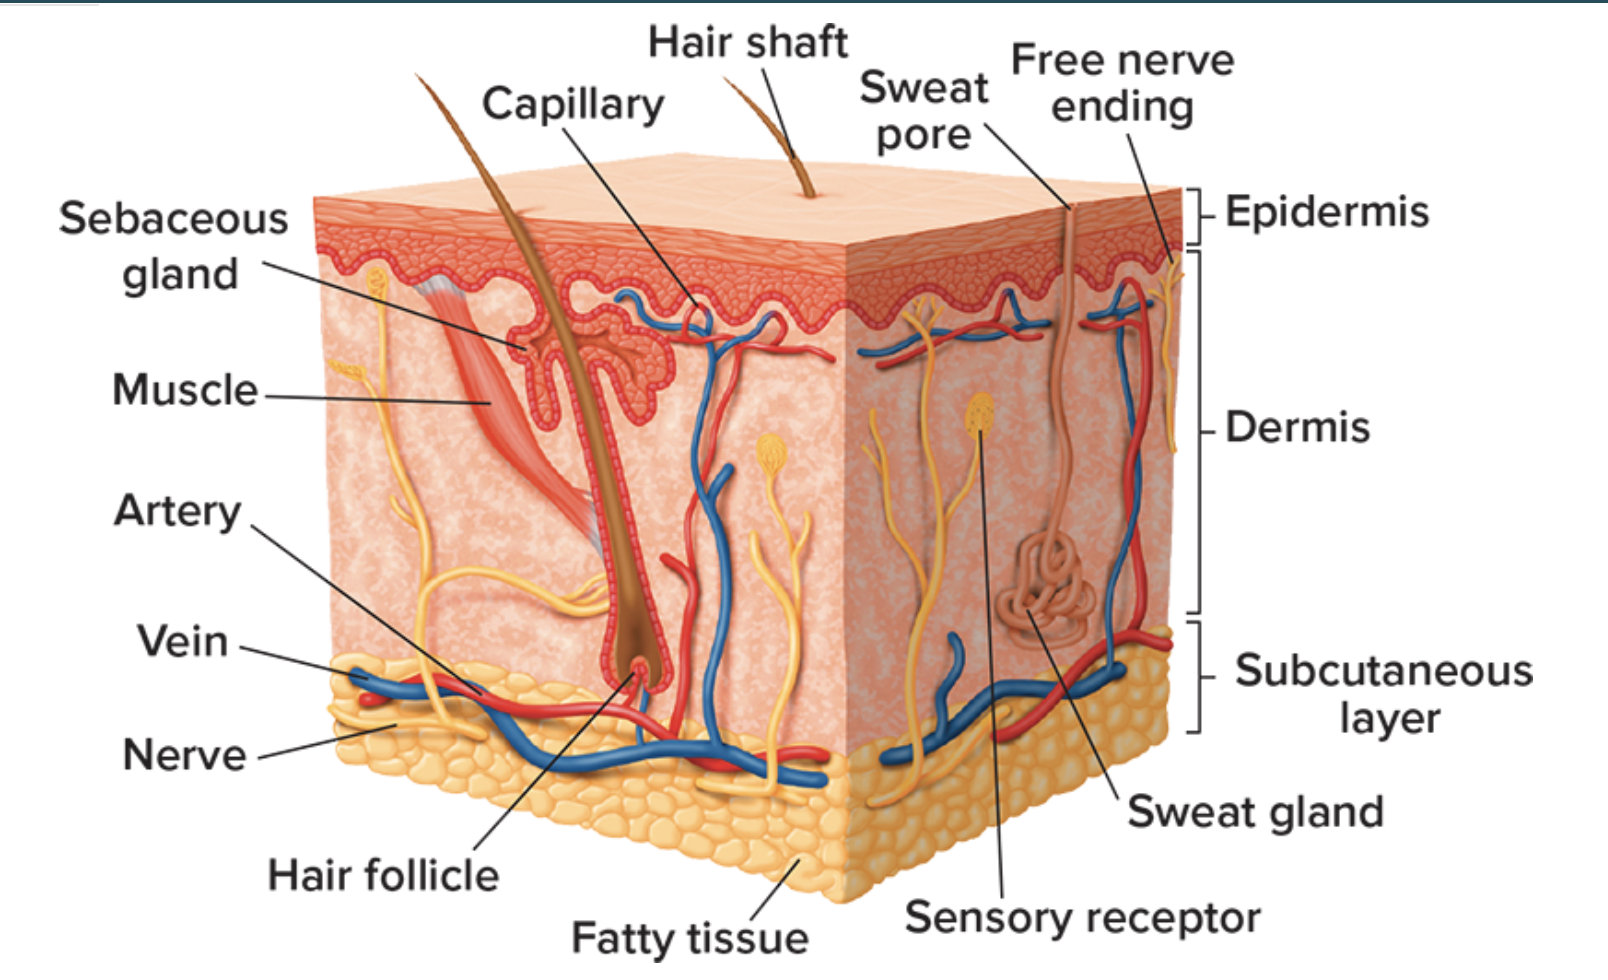 Hair shaft
Free nerve
ending
Sweat
pore
Capillary
Sebaceous
gland
Epidermis
Muscle
Dermis
Artery
Vein
Subcutaneous
layer
Nerve
Sweat gland
Hair follicle
Sensory receptor
Fatty tissue